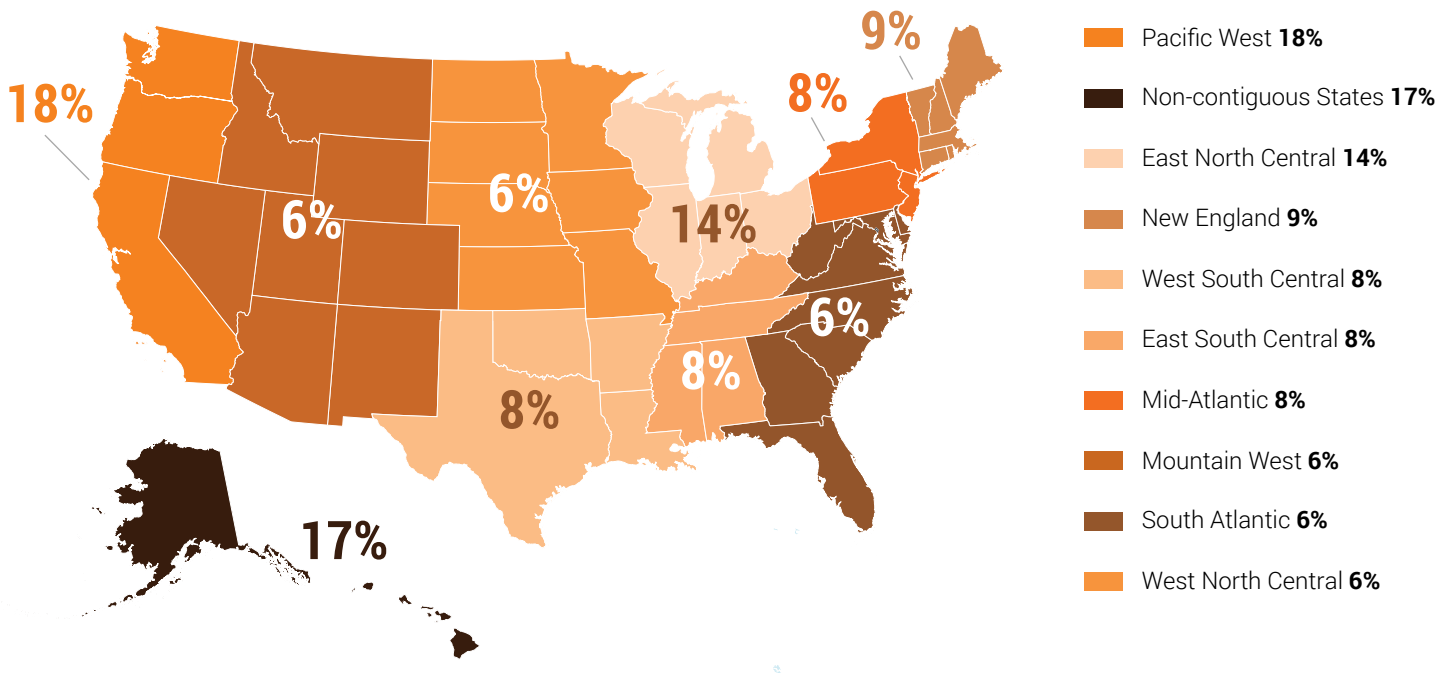 9%
18%
8%
6%
6%
14%
6%
8%
8%
17%
Pacific West 18%
Non-contiguous States 17%
East North Central 14%
New England 9%
West South Central 8%
East South Central 8%
Mid-Atlantic 8%
Mountain West 6%
South Atlantic 6%
West North Central 6%